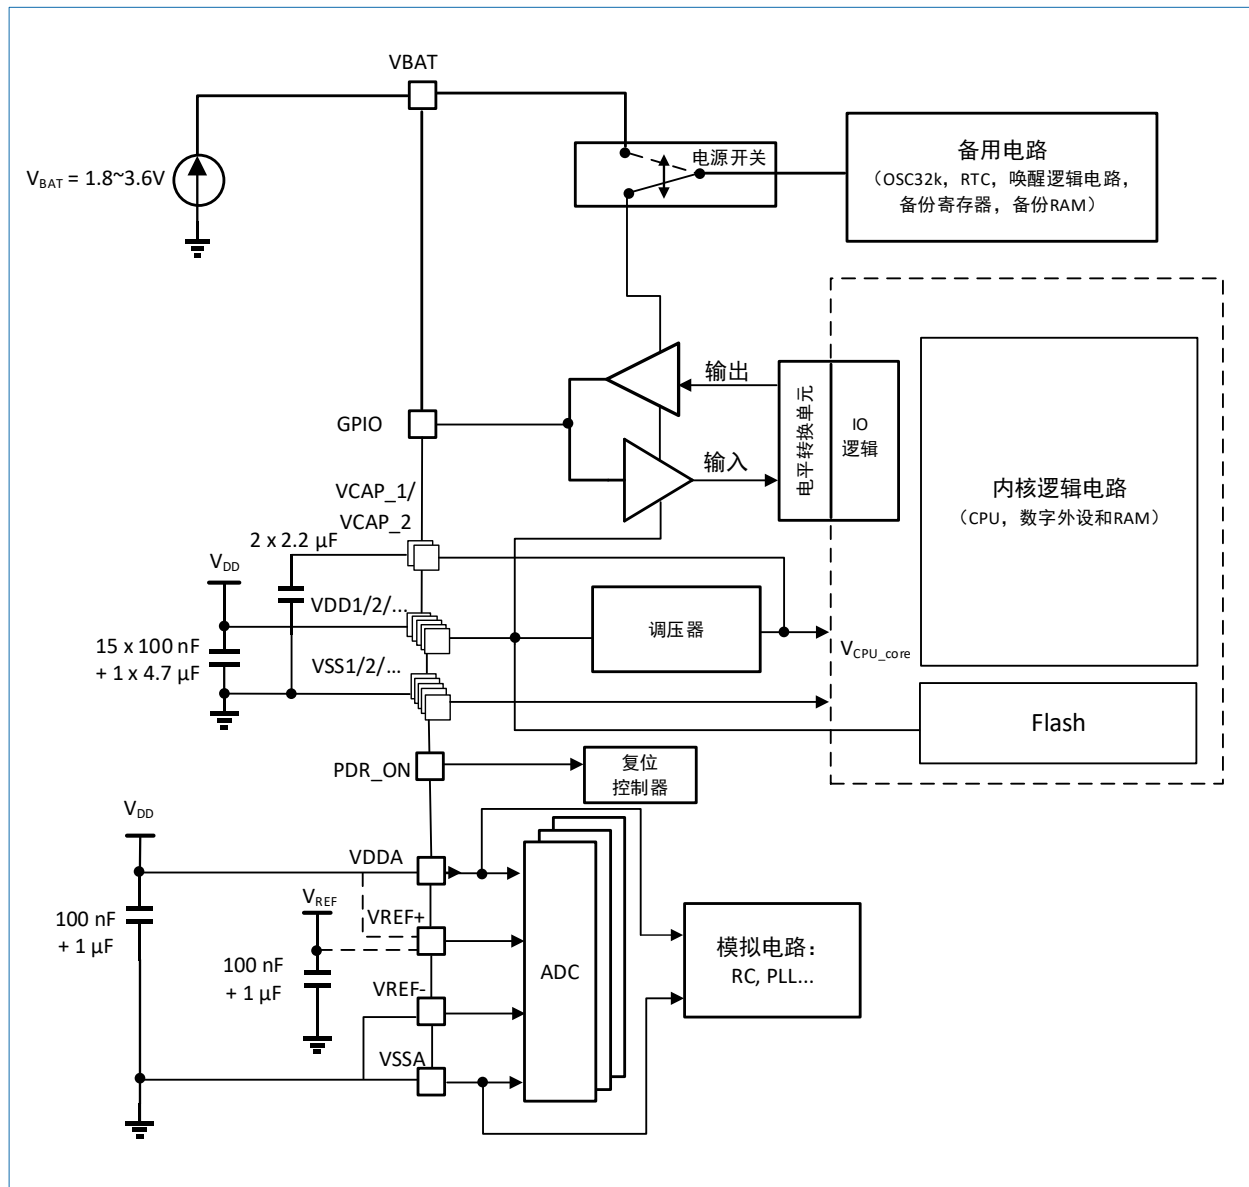 VBAT
V_BAT = 1.8~3.6V
电源开关
备用电路
（OSC32k，RTC，唤醒逻辑电路，
备份寄存器，备份RAM）
GPIO
输出
输入
电平转换单元
IO
逻辑
内核逻辑电路
（CPU，数字外设和RAM）
VCAP_1/
VCAP_2
2 x 2.2 µF
V_DD
VDD1/2/...
15 x 100 nF
+ 1 x 4.7 µF
调压器
V_CPU_core
VSS1/2/...
Flash
PDR_ON
复位
控制器
V_DD
VDDA
100 nF
+ 1 µF
V_REF
VREF+
100 nF
+ 1 µF
VREF-
VSSA
ADC
模拟电路：
RC, PLL...